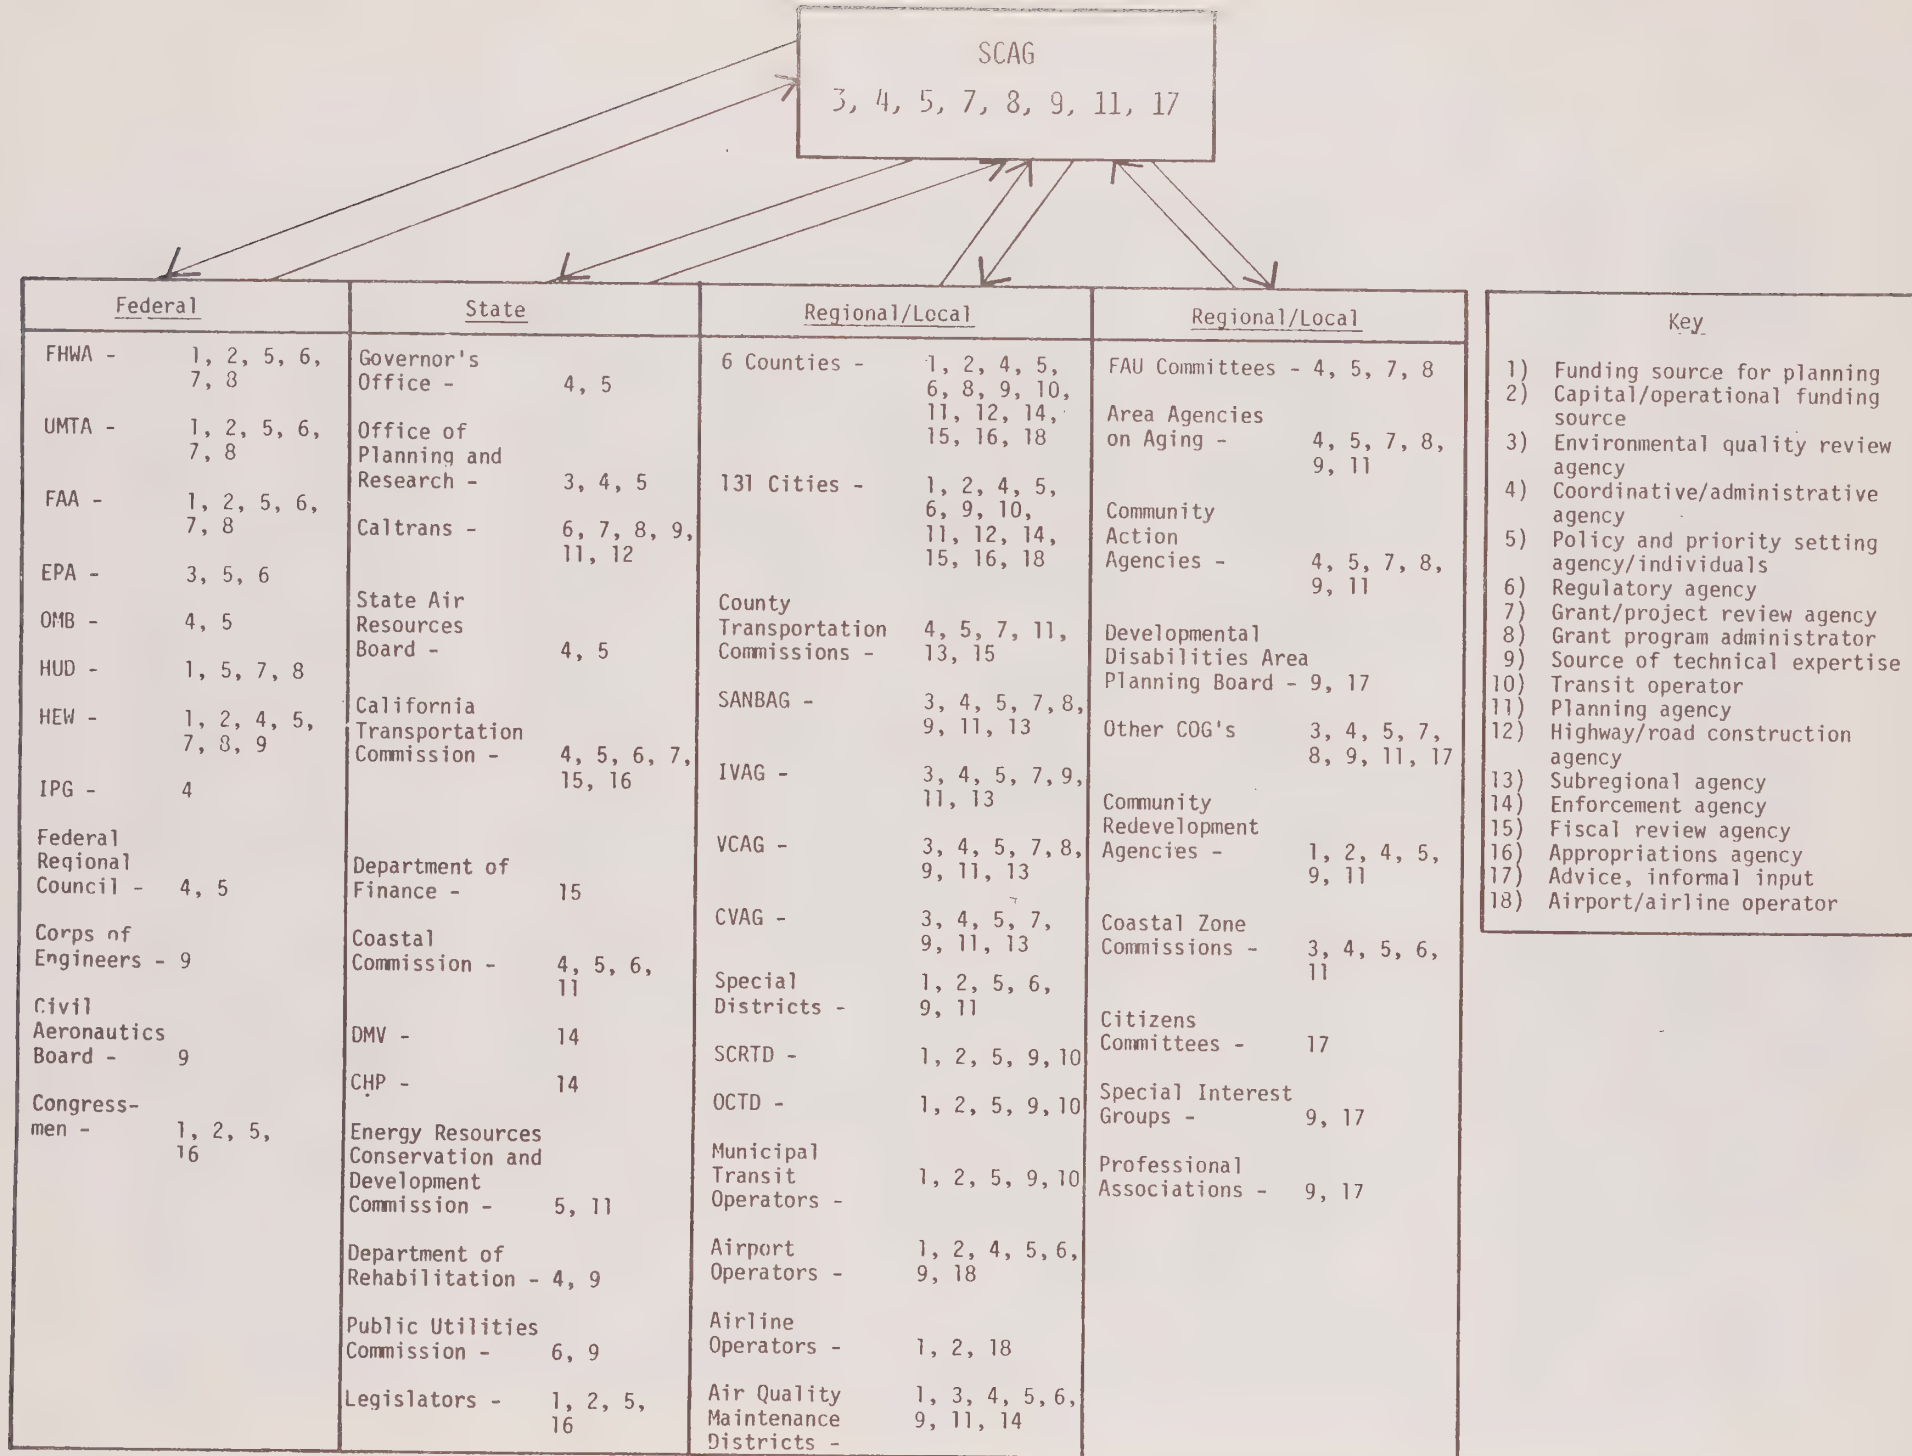 SCAG
3, 4, 5, 7, 8, 9, 11, 17
Federal
FHWA - 1, 2, 5, 6,
7, 8
UMTA - 1, 2, 5, 6,
7, 8
FAA - 1, 2, 5, 6,
7, 8
EPA - 3, 5, 6
OMB - 4, 5
HUD - 1, 5, 7, 8
HEW - 1, 2, 4, 5,
7, 8, 9
IPG - 4
Federal
Regional
Council - 4, 5
Corps of
Engineers - 9
Civil
Aeronautics
Board - 9
Congress-
men - 1, 2, 5,
16
State
Governor's
Office - 4, 5
Office of
Planning and
Research - 3, 4, 5
Caltrans - 6, 7, 8, 9,
11, 12
State Air
Resources
Board - 4, 5
California
Transportation
Commission - 4, 5, 6, 7,
15, 16
Department of
Finance - 15
Coastal
Commission - 4, 5, 6,
11
DMV - 14
CHP - 14
Energy Resources
Conservation and
Development
Commission - 5, 11
Department of
Rehabilitation - 4, 9
Public Utilities
Commission - 6, 9
Legislators - 1, 2, 5,
16
Regional/Local
6 Counties - 1, 2, 4, 5,
6, 8, 9, 10,
11, 12, 14,
15, 16, 18
131 Cities - 1, 2, 4, 5,
6, 9, 10,
11, 12, 14,
15, 16, 18
County
Transportation 4, 5, 7, 11,
Commissions - 13, 15
SANBAG - 3, 4, 5, 7, 8,
9, 11, 13
IVAG - 3, 4, 5, 7, 9,
11, 13
VCAG - 3, 4, 5, 7, 8,
9, 11, 13
CVAG - 3, 4, 5, 7,
9, 11, 13
Special 1, 2, 5, 6,
Districts - 9, 11
SCRTD - 1, 2, 5, 9, 10
OCTD - 1, 2, 5, 9, 10
Municipal
Transit 1, 2, 5, 9, 10
Operators -
Airport 1, 2, 4, 5, 6,
Operators - 9, 18
Airline
Operators - 1, 2, 18
Air Quality 1, 3, 4, 5, 6,
Maintenance 9, 11, 14
Districts -
Regional/Local
FAU Committees - 4, 5, 7, 8
Area Agencies
on Aging - 4, 5, 7, 8,
9, 11
Community
Action
Agencies - 4, 5, 7, 8,
9, 11
Developmental
Disabilities Area
Planning Board - 9, 17
Other COG's 3, 4, 5, 7,
8, 9, 11, 17
Community
Redevelopment
Agencies - 1, 2, 4, 5,
9, 11
Coastal Zone
Commissions - 3, 4, 5, 6,
11
Citizens
Committees - 17
Special Interest
Groups - 9, 17
Professional
Associations - 9, 17
Key
1) Funding source for planning
2) Capital/operational funding
source
3) Environmental quality review
agency
4) Coordinative/administrative
agency
5) Policy and priority setting
agency/individuals
6) Regulatory agency
7) Grant/project review agency
8) Grant program administrator
9) Source of technical expertise
10) Transit operator
11) Planning agency
12) Highway/road construction
agency
13) Subregional agency
14) Enforcement agency
15) Fiscal review agency
16) Appropriations agency
17) Advice, informal input
18) Airport/airline operator